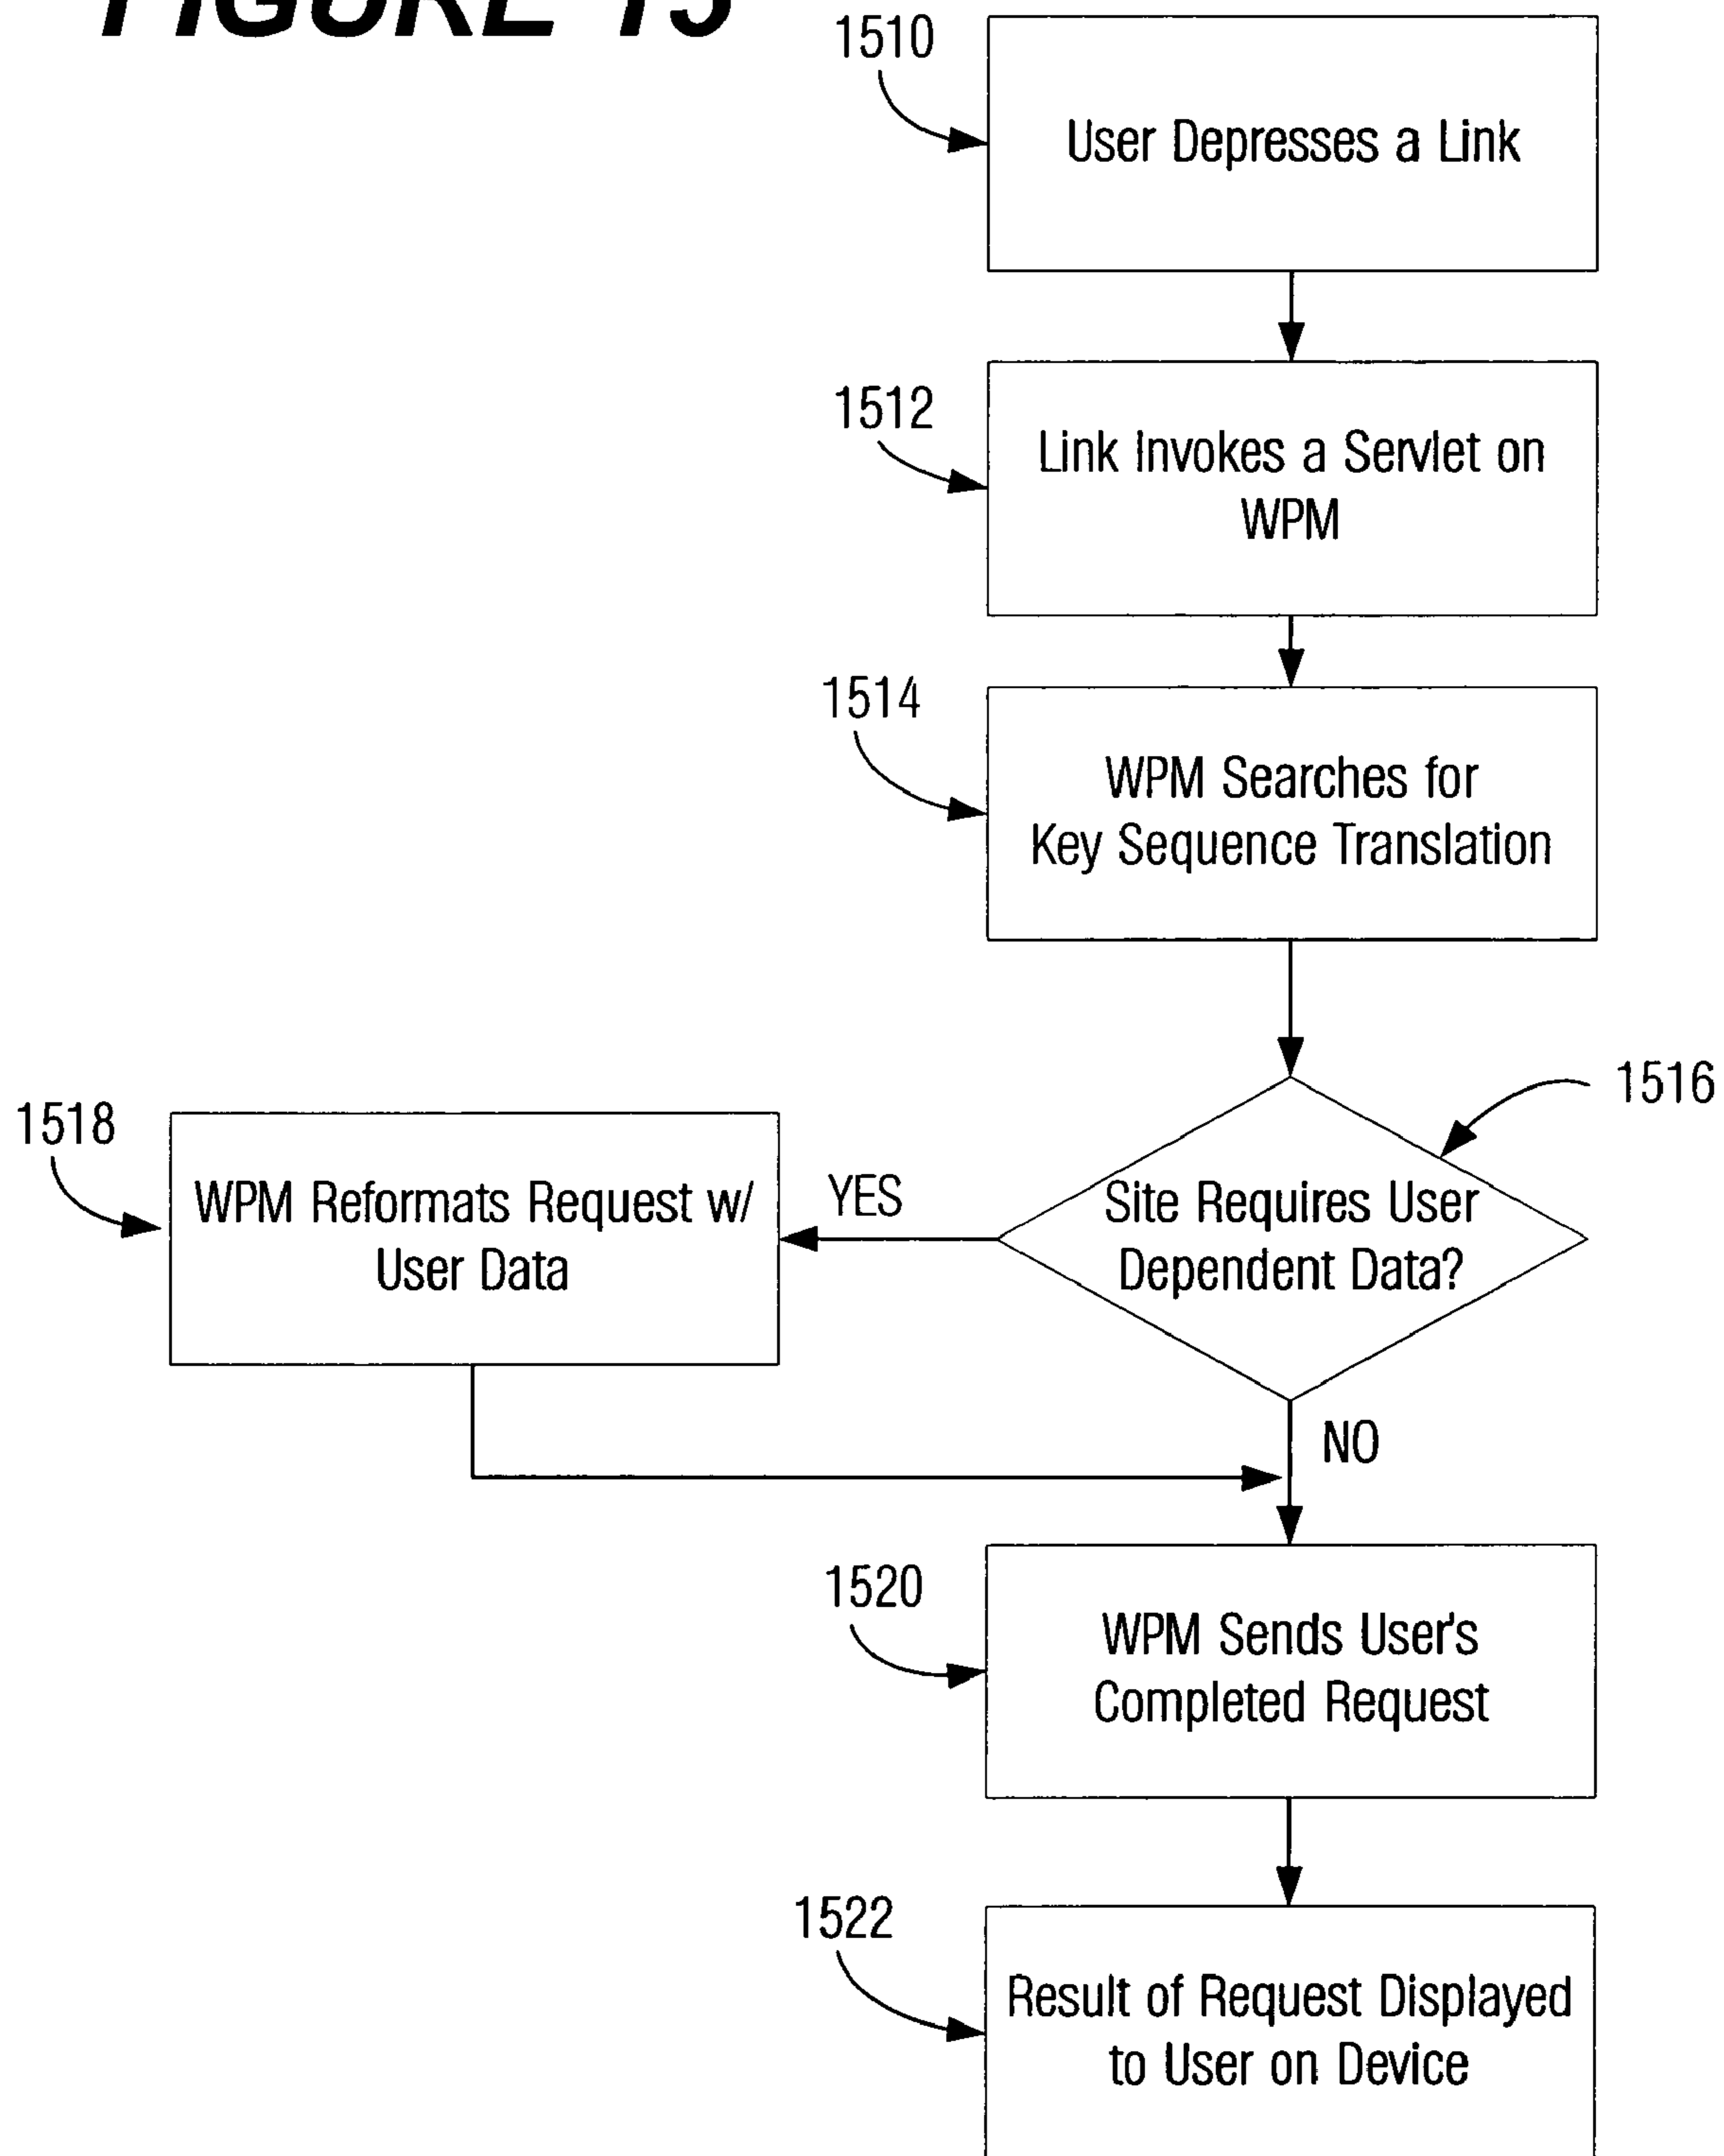 FIGURE 15
1510
User Depresses a Link
1512
Link Invokes a Servlet on
WPM
1514
WPM Searches for
Key Sequence Translation
1516
Site Requires User
Dependent Data?
YES
1518
WPM Reformats Request w/
User Data
NO
1520
WPM Sends User's
Completed Request
1522
Result of Request Displayed
to User on Device